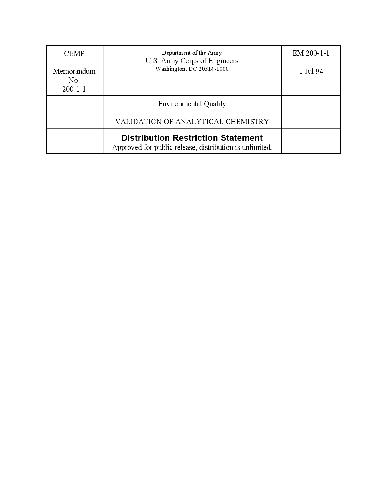 CEMP
Memorandum
No
200-1-1
Department of the Army
U.S. Army Corps of Engineers
Washington, DC 20314-1000
EM 200-1-1
1 Jul 94
Environmental Quality
VALIDATION OF ANALYTICAL CHEMISTRY
Distribution Restriction Statement
Approved for public release, distribution is unlimited.